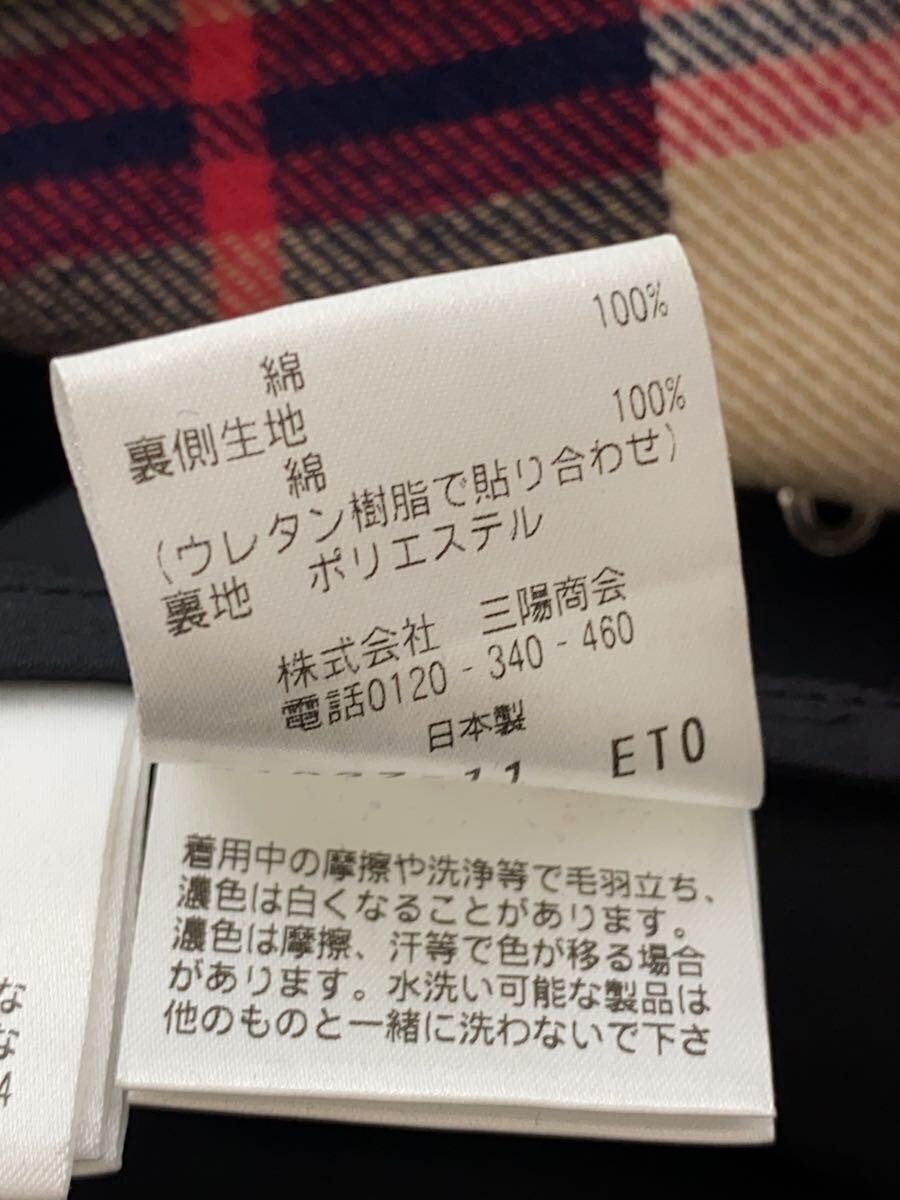 綿 100%
裏側生地
綿 100%
（ウレタン樹脂で貼り合わせ）
裏地 ポリエステル
株式会社 三陽商会
電話0120-340-460
日本製
11 ET0
着用中の摩擦や洗浄等で毛羽立ち、
濃色は白くなることがあります。
濃色は摩擦、汗等で色が移る場合
があります。水洗い可能な製品は
他のものと一緒に洗わないで下さ
な
な
4